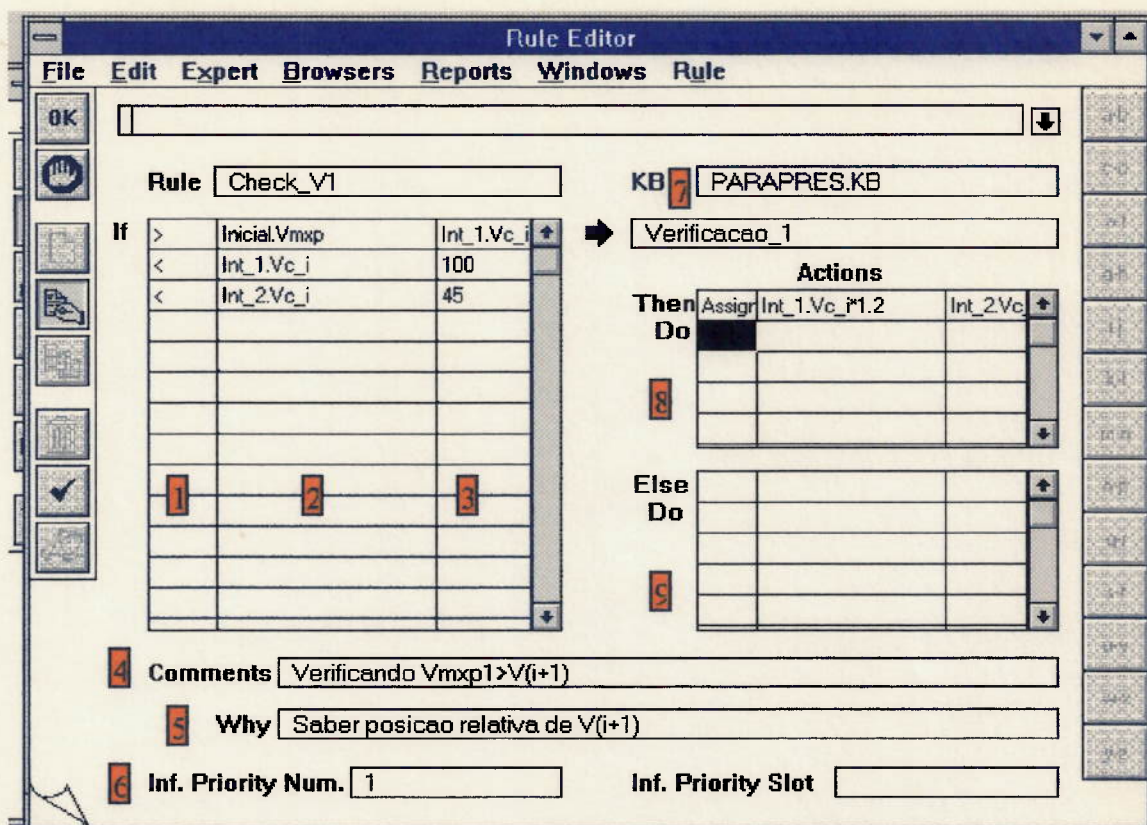 Rule Editor
File Edit Expert Browsers Reports Windows Rule
OK
Rule Check_V1
KB 7 PARAPRES.KB
If
> Inicial.Vmxp Int_1.Vc_i
< Int_1.Vc_i 100
< Int_2.Vc_i 45
Verificacao_1
Actions
Then Do
Assign Int_1.Vc_i*1.2 Int_2.Vc_
8
Else Do
9
1 2 3
4 Comments Verificando Vmxp1>V(i+1)
5 Why Saber posicao relativa de V(i+1)
6 Inf. Priority Num. 1
Inf. Priority Slot
a-b
k-l
m-n